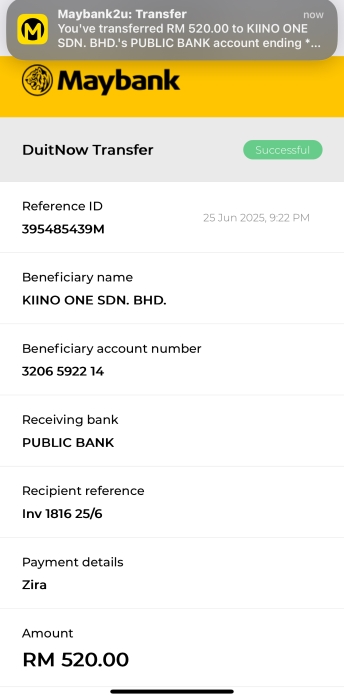 Maybank2u: Transfer
now
You've transferred RM 520.00 to KIINO ONE
SDN. BHD.'s PUBLIC BANK account ending *...
Maybank
DuitNow Transfer
Successful
Reference ID
395485439M
25 Jun 2025, 9:22 PM
Beneficiary name
KIINO ONE SDN. BHD.
Beneficiary account number
3206 5922 14
Receiving bank
PUBLIC BANK
Recipient reference
Inv 1816 25/6
Payment details
Zira
Amount
RM 520.00